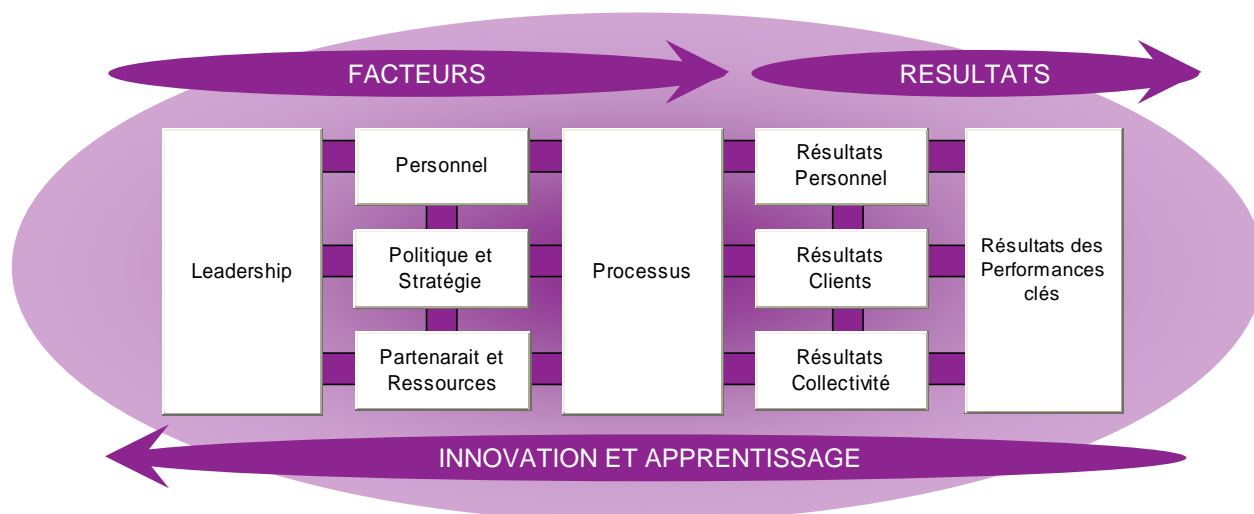 FACTEURS
RESULTATS
Leadership
Personnel
Politique et
Stratégie
Partenarait et
Ressources
Processus
Résultats
Personnel
Résultats
Clients
Résultats
Collectivité
Résultats des
Performances
clés
INNOVATION ET APPRENTISSAGE